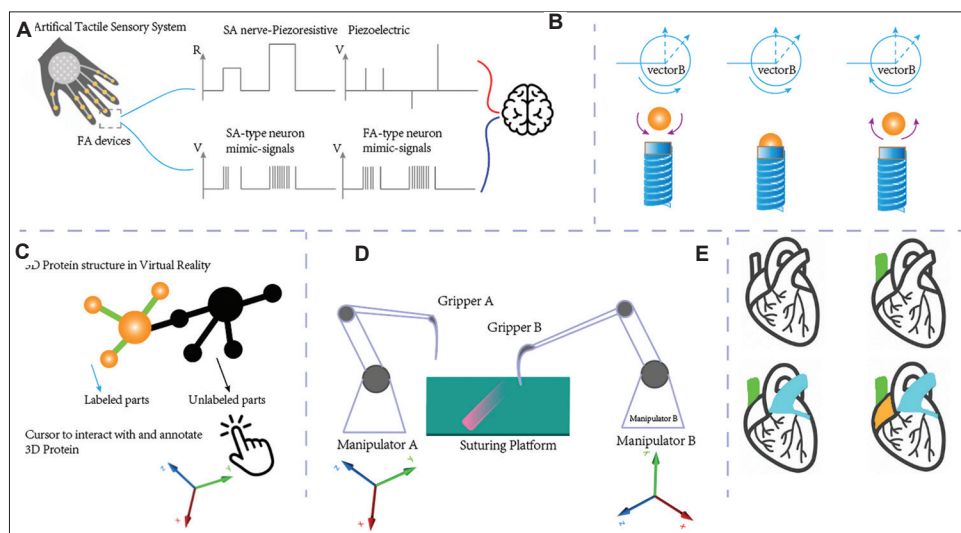 A
Artifical Tactile Sensory System
SA nerve-Piezoresistive
Piezoelectric
R
V
FA devices
SA-type neuron
mimic-signals
FA-type neuron
mimic-signals
V
V
B
vectorB
vectorB
vectorB
C
3D Protein structure in Virtual Reality
Labeled parts
Unlabeled parts
Cursor to interact with and annotate
3D Protein
Z
Y
X
D
Gripper A
Gripper B
Manipulator A
Suturing Platform
Manipulator B
Manipulator B
Z
Y
X
Y
Z
X
E